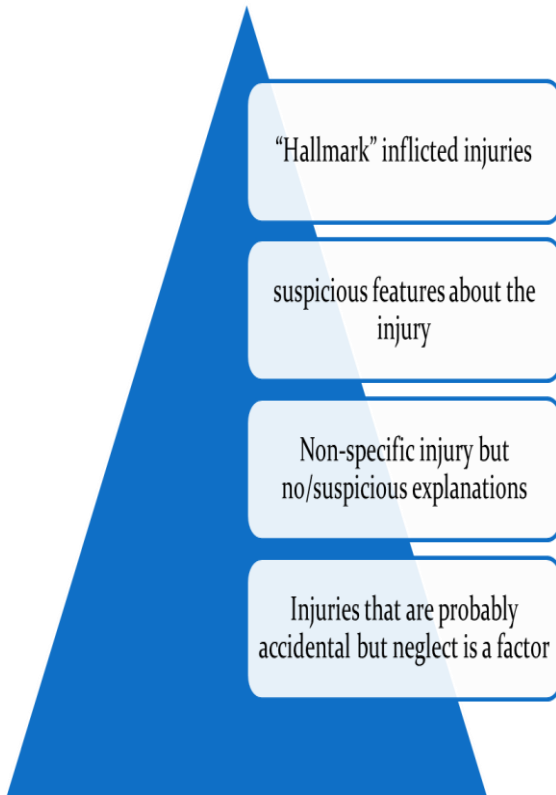 “Hallmark” inflicted injuries
suspicious features about the
injury
Non-specific injury but
no/suspicious explanations
Injuries that are probably
accidental but neglect is a factor